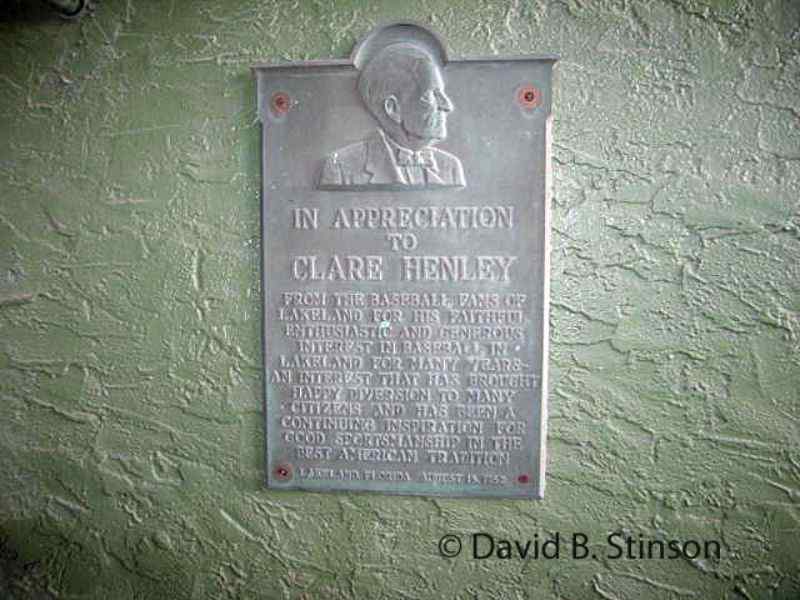 IN APPRECIATION
TO
CLARE HENLEY
FROM THE BASEBALL FANS OF
LAKELAND FOR HIS FAITHFUL
ENTHUSIASTIC AND GENEROUS
INTEREST IN BASEBALL IN
LAKELAND FOR MANY YEARS-
AN INTEREST THAT HAS BROUGHT
HAPPY DIVERSION TO MANY
CITIZENS AND HAS BEEN A
CONTINUING INSPIRATION FOR
GOOD SPORTSMANSHIP IN THE
BEST AMERICAN TRADITION
LAKELAND, FLORIDA AUGUST
© David B. Stinson